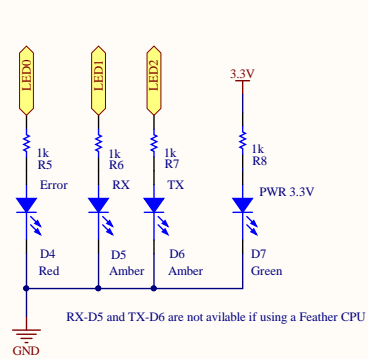 LED0
LED1
LED2
3.3V
1k
R5
1k
R6
1k
R7
1k
R8
Error
RX
TX
PWR 3.3V
D4
Red
D5
Amber
D6
Amber
D7
Green
RX-D5 and TX-D6 are not avilable if using a Feather CPU
GND